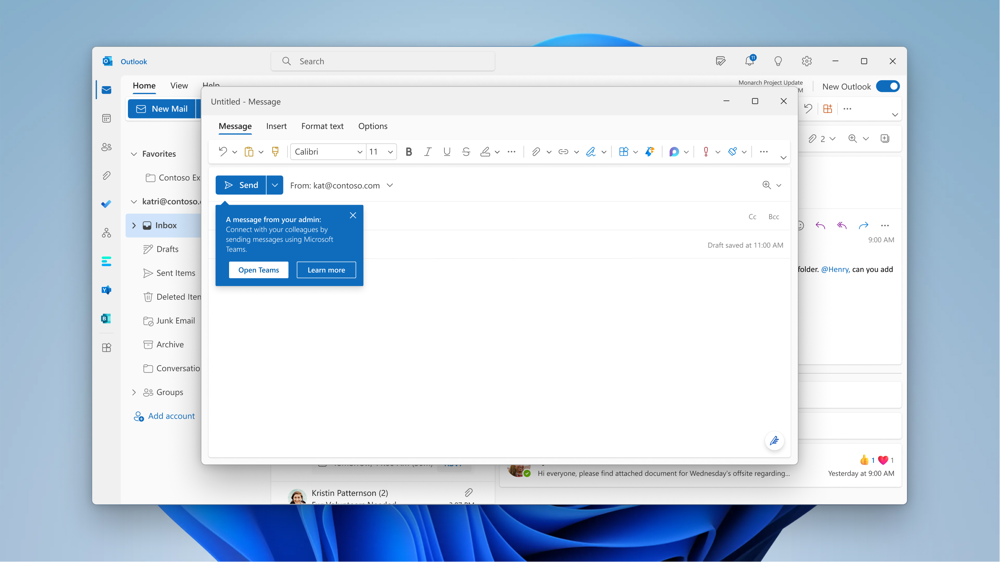 Outlook
Search
11
Home View Help
Monarch Project Update
New Outlook
New Mail
Untitled - Message
Message Insert Format text Options
Calibri 11
B I U S
2
Send From: kat@contoso.com
Favorites
Contoso Ex
katri@contoso.
Inbox
Drafts
Sent Items
Deleted Iten
Junk Email
Archive
Conversatio
Groups
Add account
A message from your admin:
Connect with your colleagues by
sending messages using Microsoft
Teams.
Open Teams Learn more
Cc Bcc
Draft saved at 11:00 AM
9:00 AM
folder. @Henry, can you add
1 1
Hi everyone, please find attached document for Wednesday's offsite regarding...
Yesterday at 9:00 AM
Kristin Patternson (2)